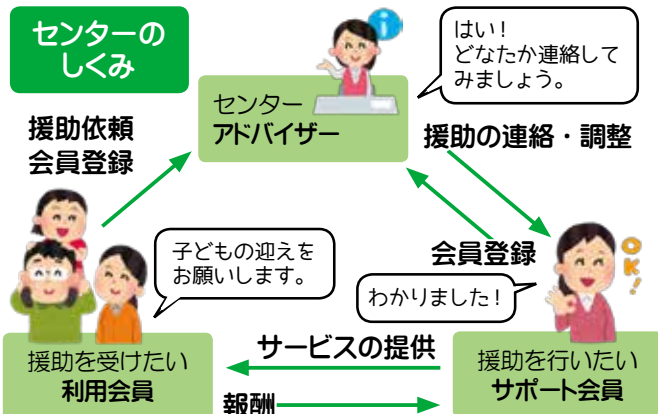 センターの
しくみ
はい！
どなたか連絡して
みましょう。
センター
アドバイザー
援助依頼
会員登録
援助の連絡・調整
子どもの迎えを
お願いします。
会員登録
OK!
わかりました！
援助を受けたい
利用会員
サービスの提供
援助を行いたい
サポート会員
報酬